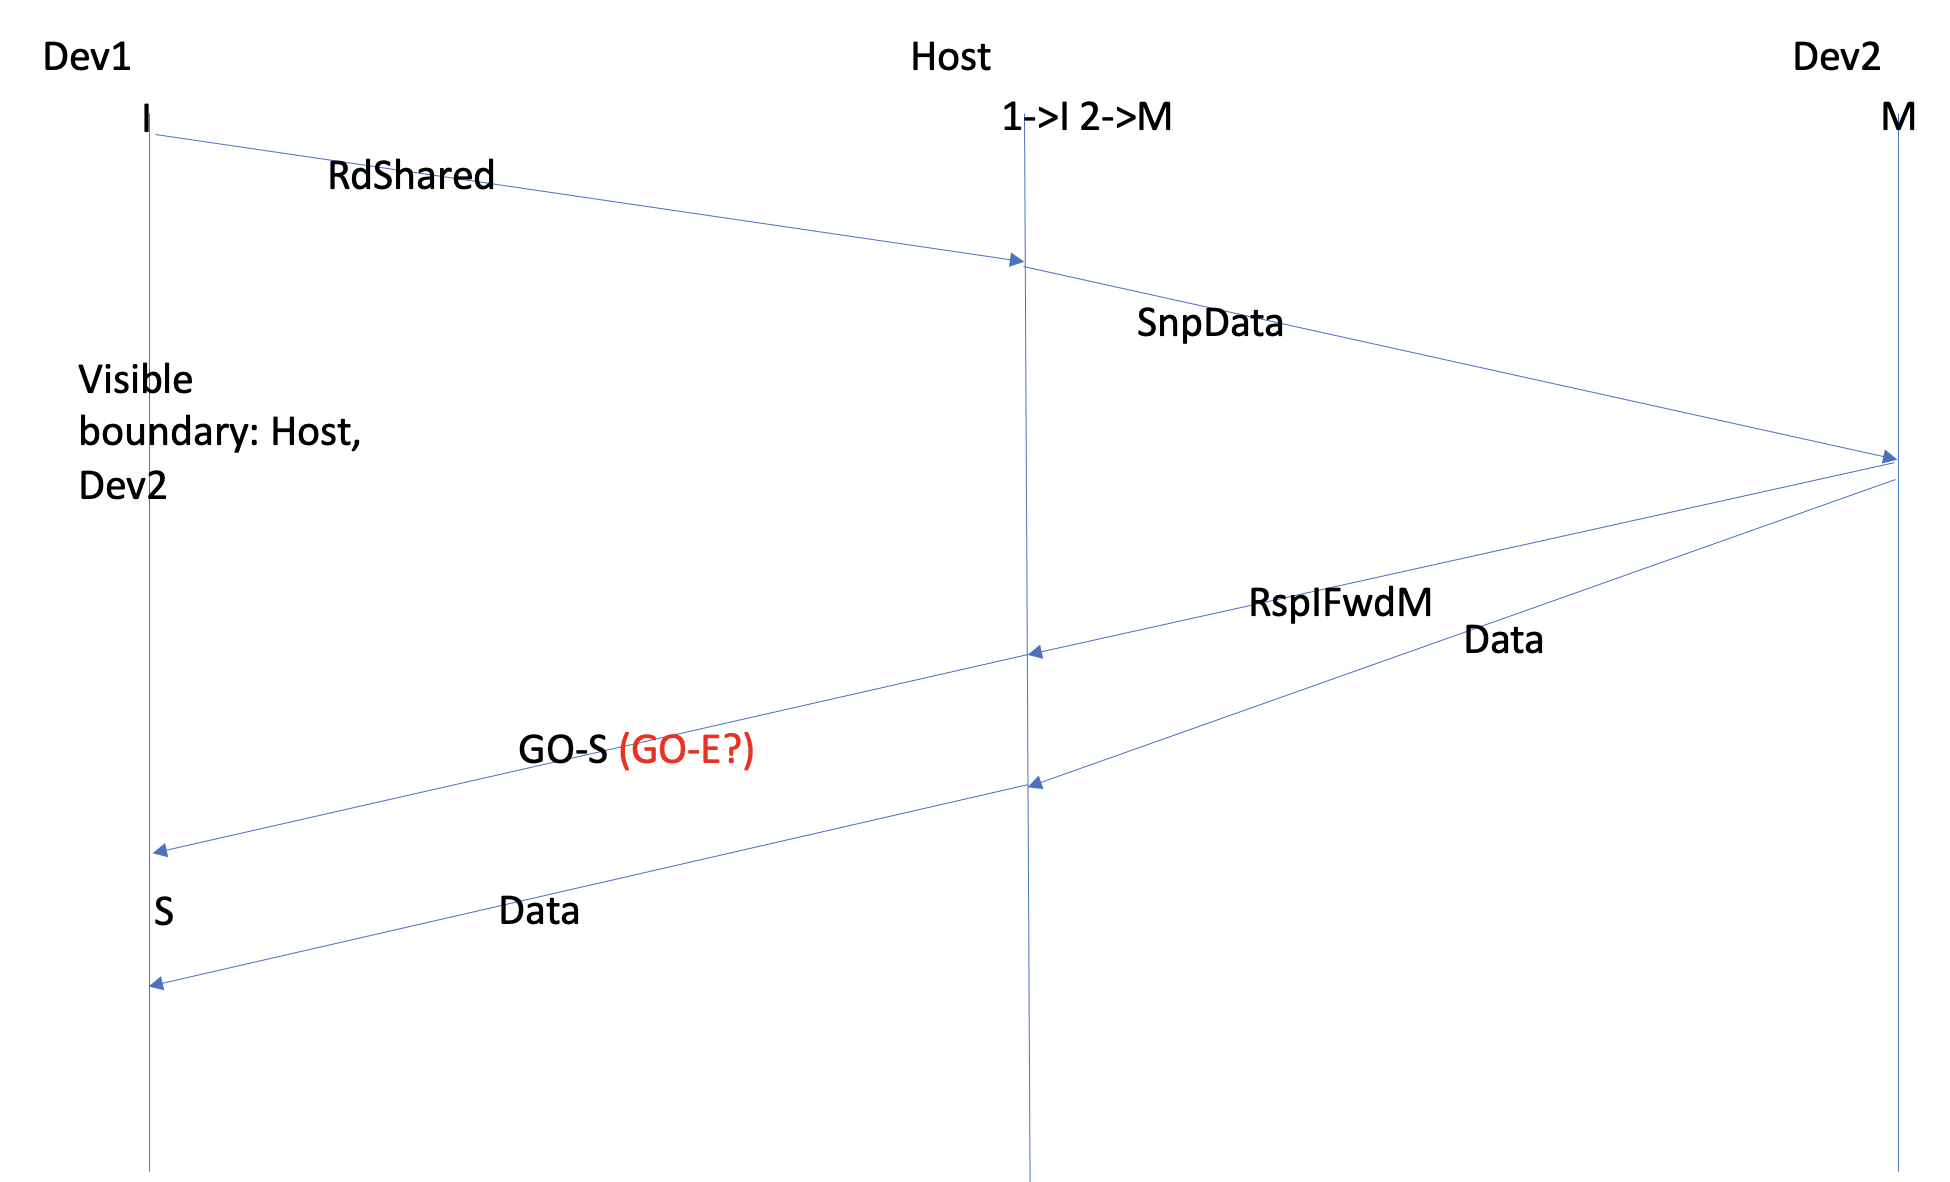 Dev1
Host
Dev2
I
1->I 2->M
M
RdShared
SnpData
Visible
boundary: Host,
Dev2
RspIFwdM
Data
GO-S (GO-E?)
S
Data